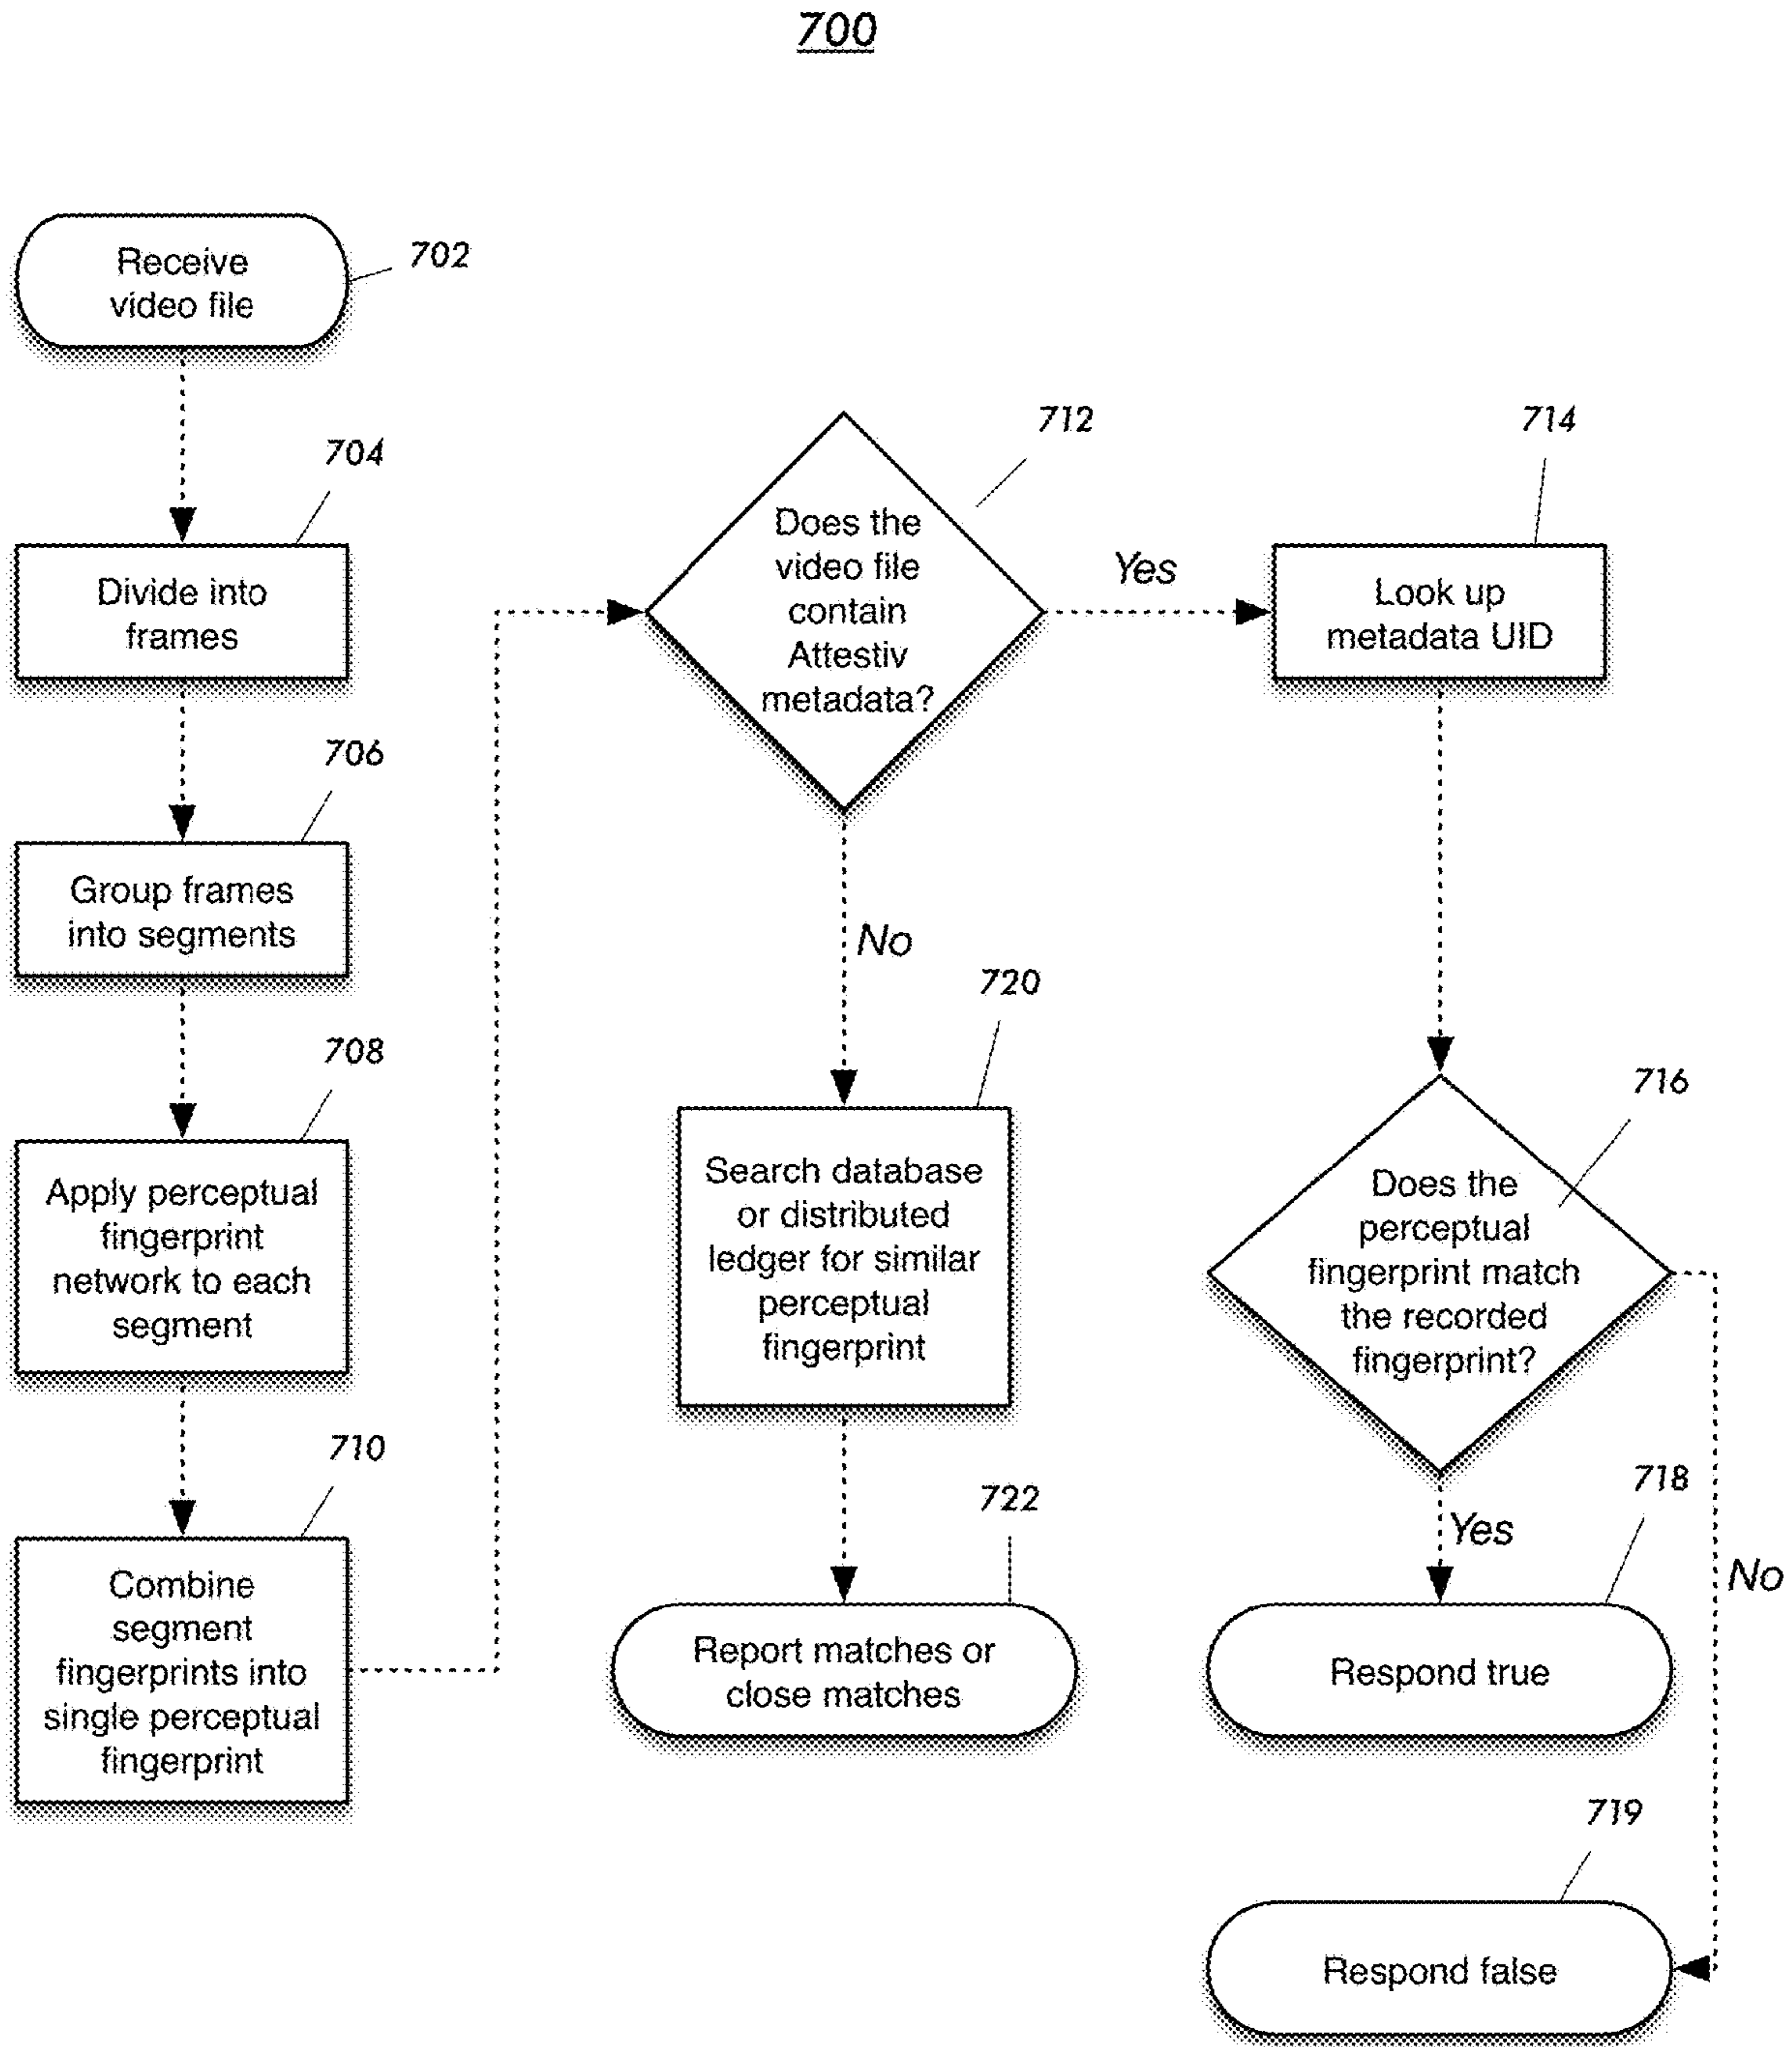 700
Receive
video file
702
704
Divide into
frames
706
Group frames
into segments
708
Apply perceptual
fingerprint
network to each
segment
710
Combine
segment
fingerprints into
single perceptual
fingerprint
712
Does the
video file
contain
Attestiv
metadata?
Yes
714
Look up
metadata UID
No
720
Search database
or distributed
ledger for similar
perceptual
fingerprint
722
Report matches or
close matches
716
Does the
perceptual
fingerprint match
the recorded
fingerprint?
Yes
718
Respond true
No
719
Respond false